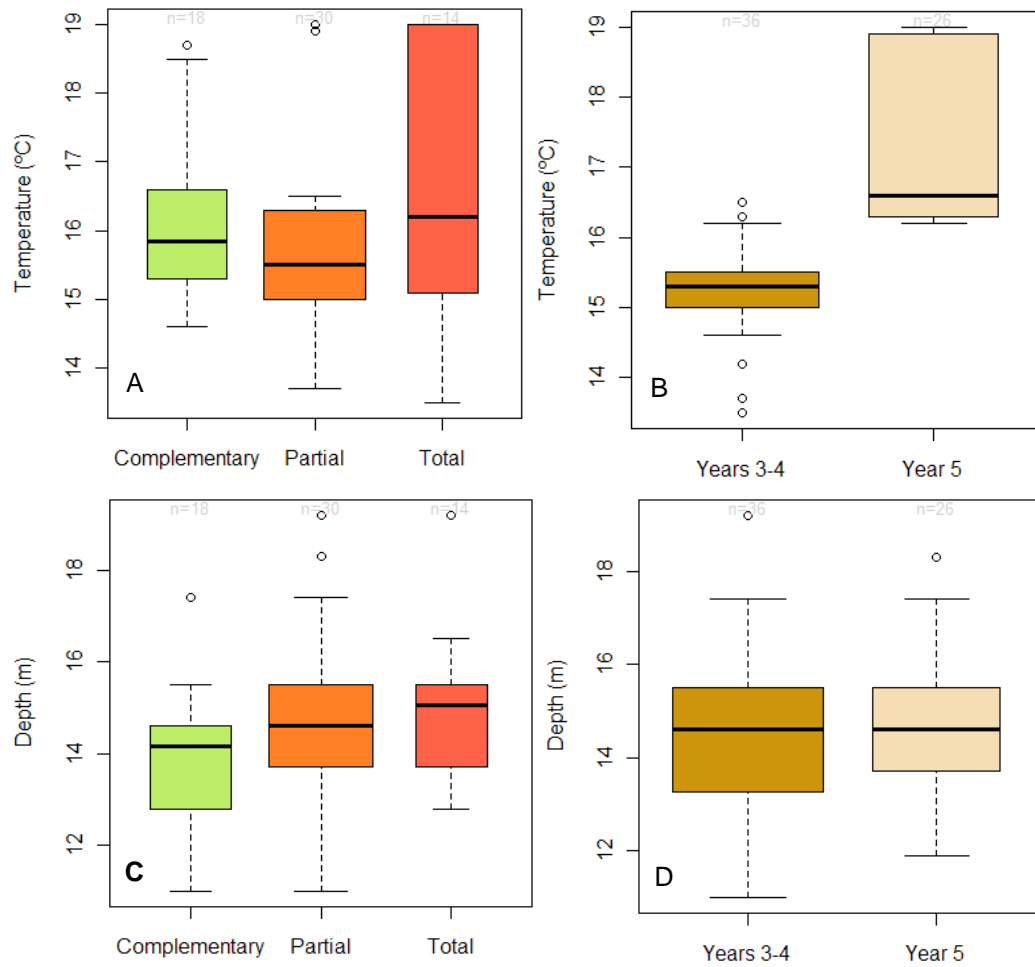 n=18 n=30 n=14
19
18
17
16
15
14
Temperature (ºC)
A
Complementary Partial Total
n=36 n=26
19
18
17
16
15
14
Temperature (ºC)
B
Years 3-4 Year 5
n=18 n=30 n=14
18
16
14
12
Depth (m)
C
Complementary Partial Total
n=36 n=26
18
16
14
12
Depth (m)
D
Years 3-4 Year 5